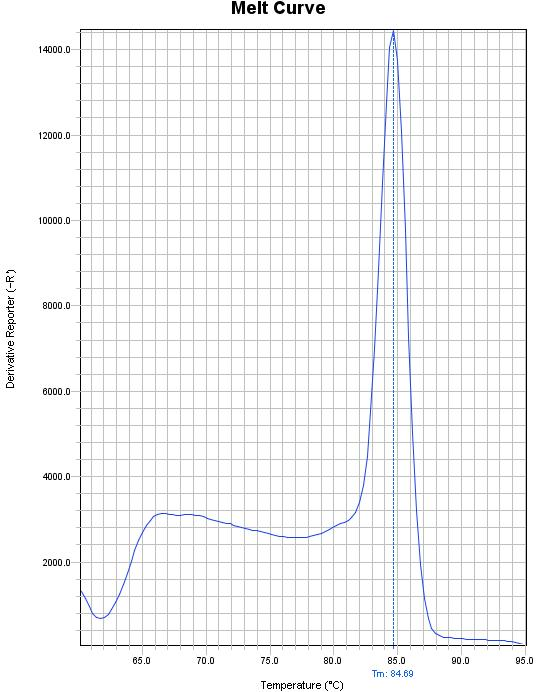 Melt Curve
14000.0
12000.0
10000.0
8000.0
6000.0
4000.0
2000.0
Derivative Reporter (-R')
65.0 70.0 75.0 80.0 85.0 90.0 95.0
Tm: 84.69
Temperature (°C)